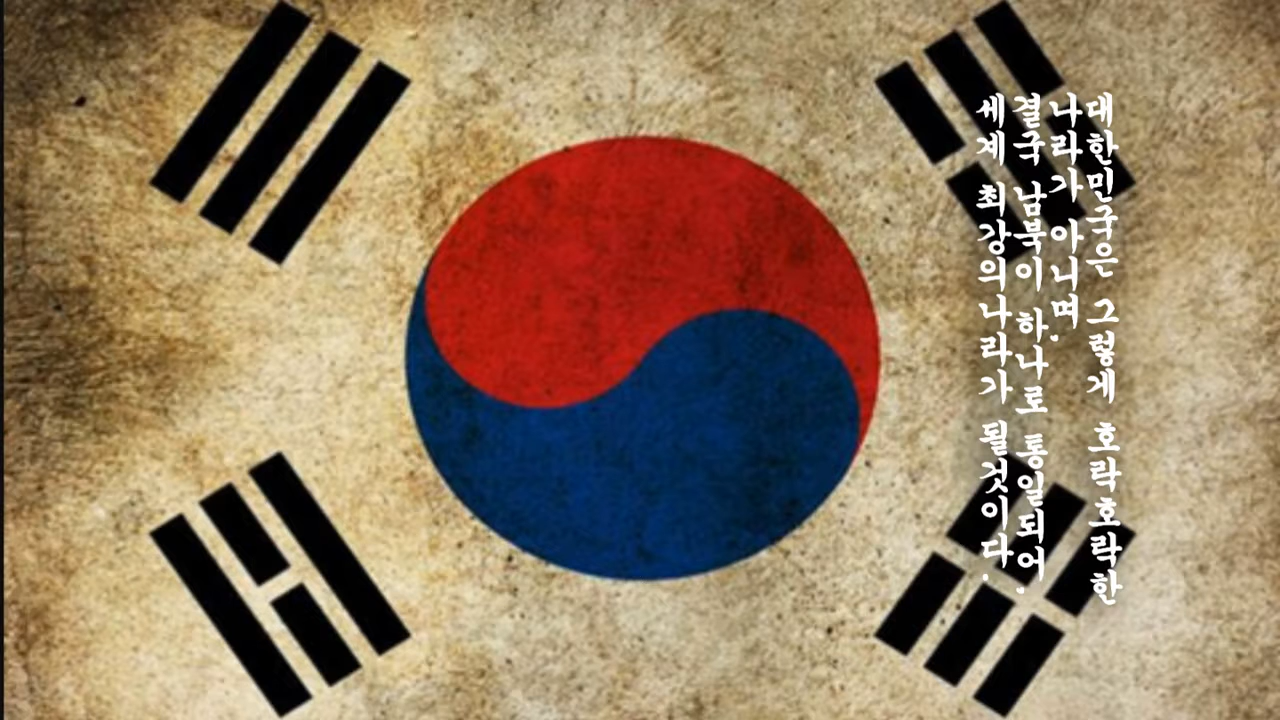 대한민국은 그렇게 호락호락한
나라가 아니며.
결국 남북이 하나로 통일되어.
세계 최강의나라가 될것이다.